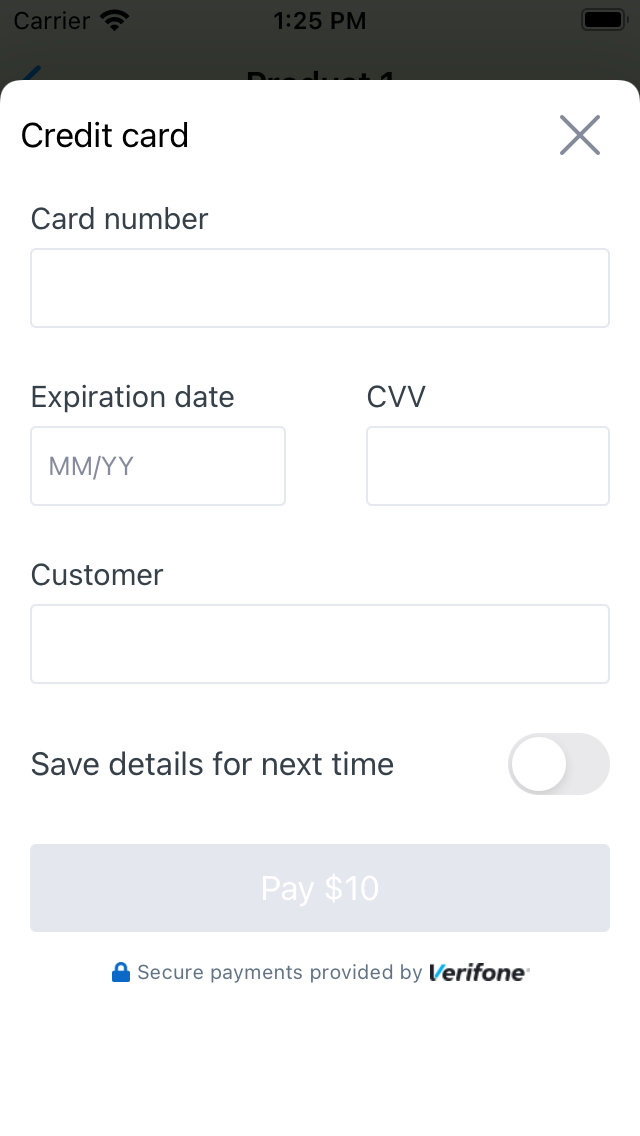 Carrier 1:25 PM
Product 1
Credit card
Card number
Expiration date CVV
MM/YY
Customer
Save details for next time
Pay $10
Secure payments provided by Verifone